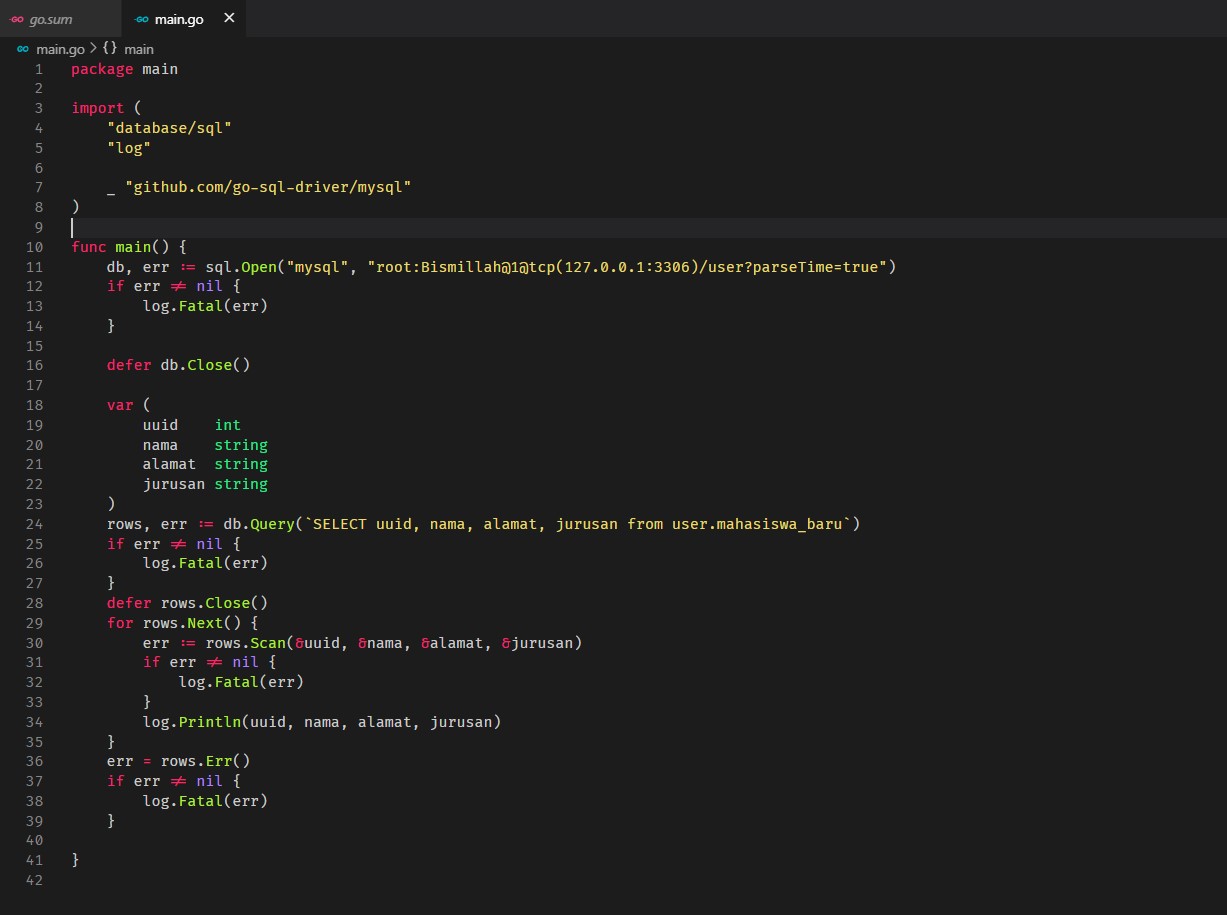 GO go.sum
GO main.go ×
GO main.go > {} main
1 package main
2
3 import (
4     "database/sql"
5     "log"
6
7     _ "github.com/go-sql-driver/mysql"
8 )
9
10 func main() {
11     db, err := sql.Open("mysql", "root:Bismillah@1@tcp(127.0.0.1:3306)/user?parseTime=true")
12     if err != nil {
13         log.Fatal(err)
14     }
15
16     defer db.Close()
17
18     var (
19         uuid    int
20         nama    string
21         alamat  string
22         jurusan string
23     )
24     rows, err := db.Query(`SELECT uuid, nama, alamat, jurusan from user.mahasiswa_baru`)
25     if err != nil {
26         log.Fatal(err)
27     }
28     defer rows.Close()
29     for rows.Next() {
30         err := rows.Scan(&uuid, &nama, &alamat, &jurusan)
31         if err != nil {
32             log.Fatal(err)
33         }
34         log.Println(uuid, nama, alamat, jurusan)
35     }
36     err = rows.Err()
37     if err != nil {
38         log.Fatal(err)
39     }
40
41 }
42